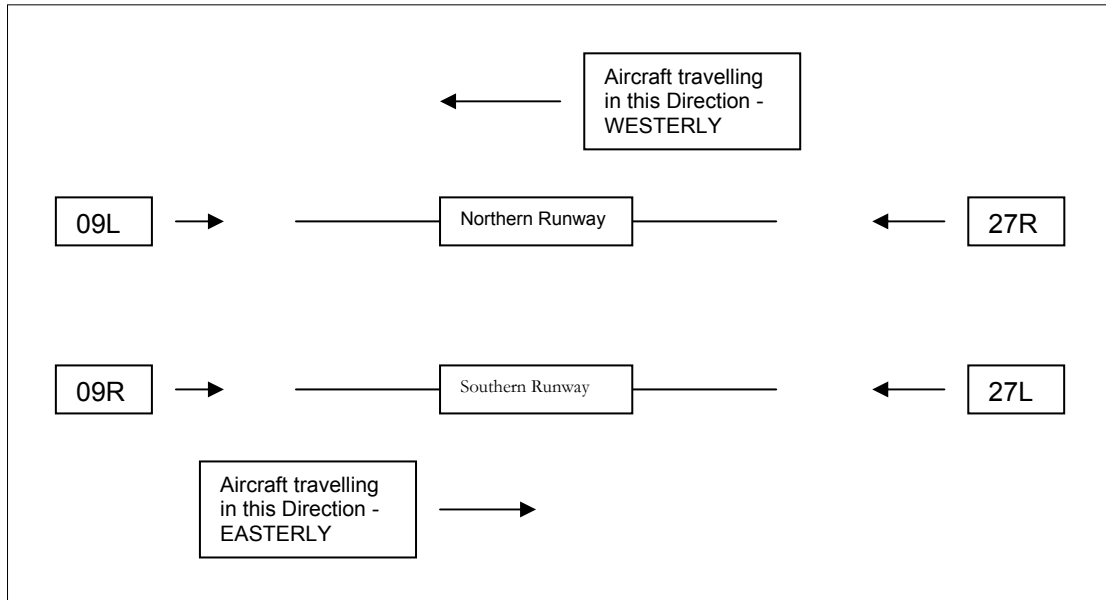 Aircraft travelling
in this Direction -
WESTERLY
09L
Northern Runway
27R
09R
Southern Runway
27L
Aircraft travelling
in this Direction -
EASTERLY